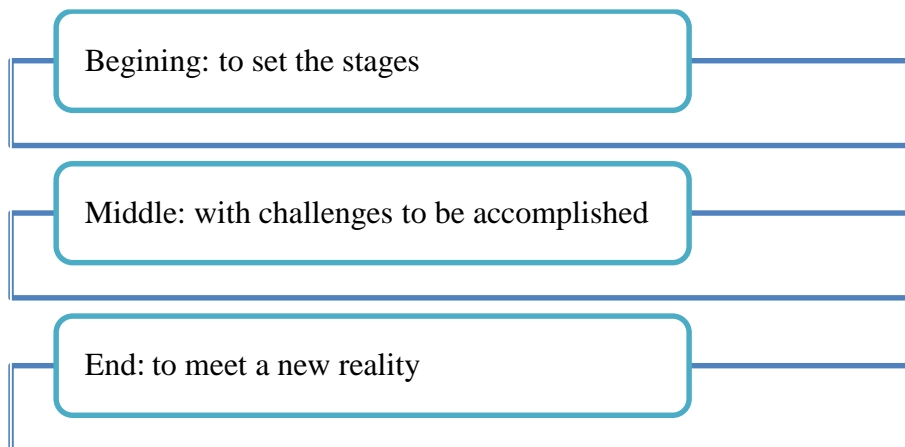 Begining: to set the stages
Middle: with challenges to be accomplished
End: to meet a new reality